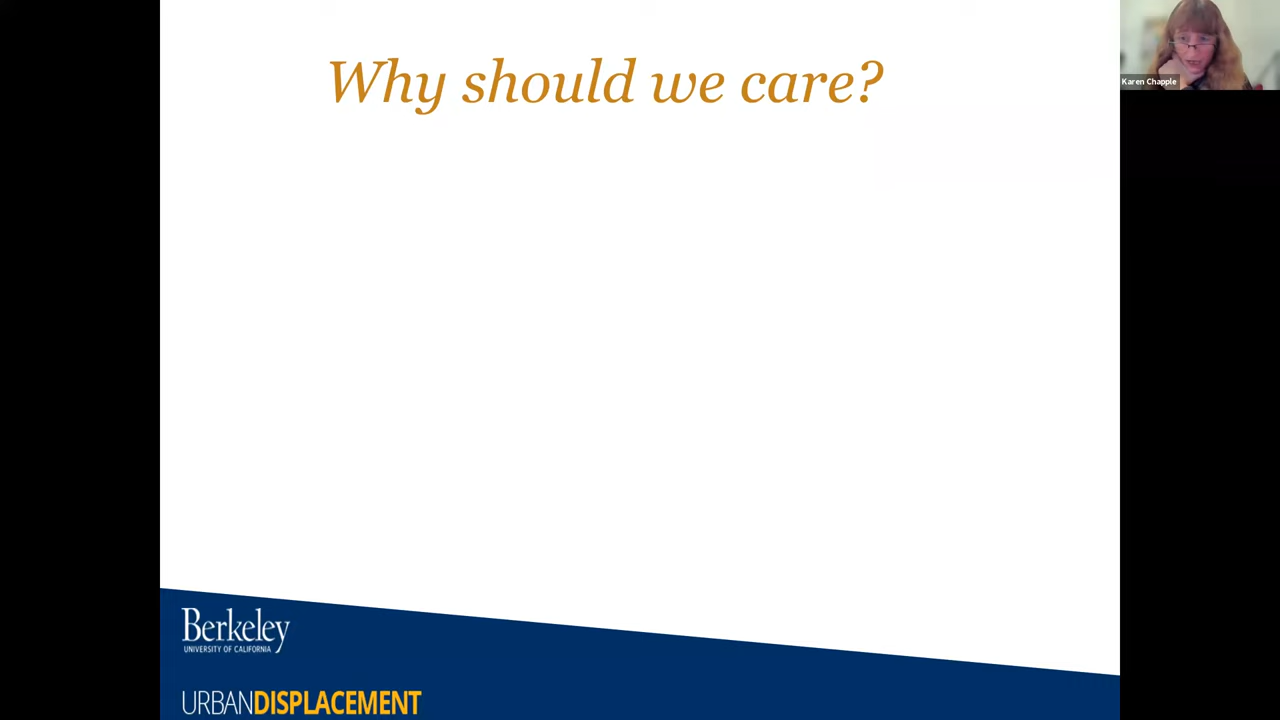 Why should we care?
Karen Chapple
Berkeley
UNIVERSITY OF CALIFORNIA
URBANDISPLACEMENT